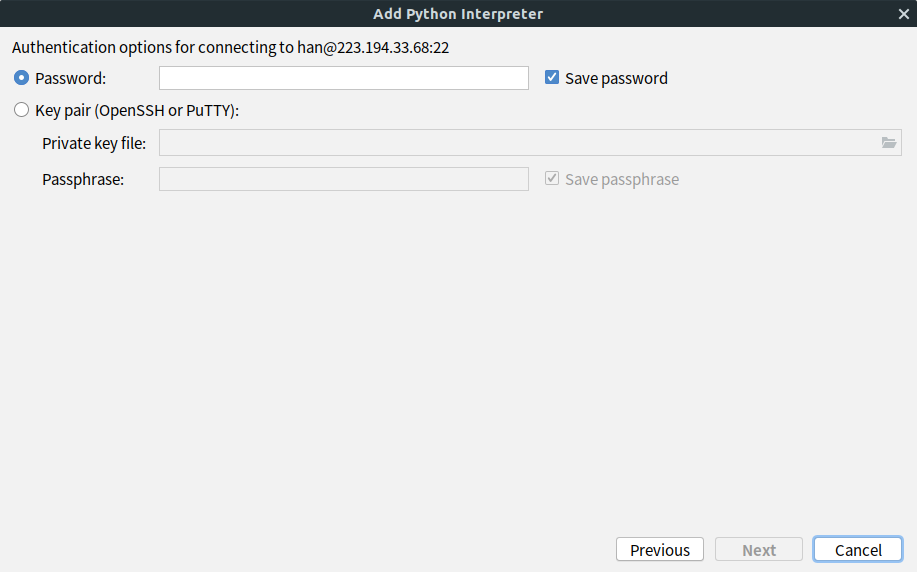 Add Python Interpreter
Authentication options for connecting to han@223.194.33.68:22
Password: Save password
Key pair (OpenSSH or PuTTY):
Private key file:
Passphrase: Save passphrase
Previous Next Cancel